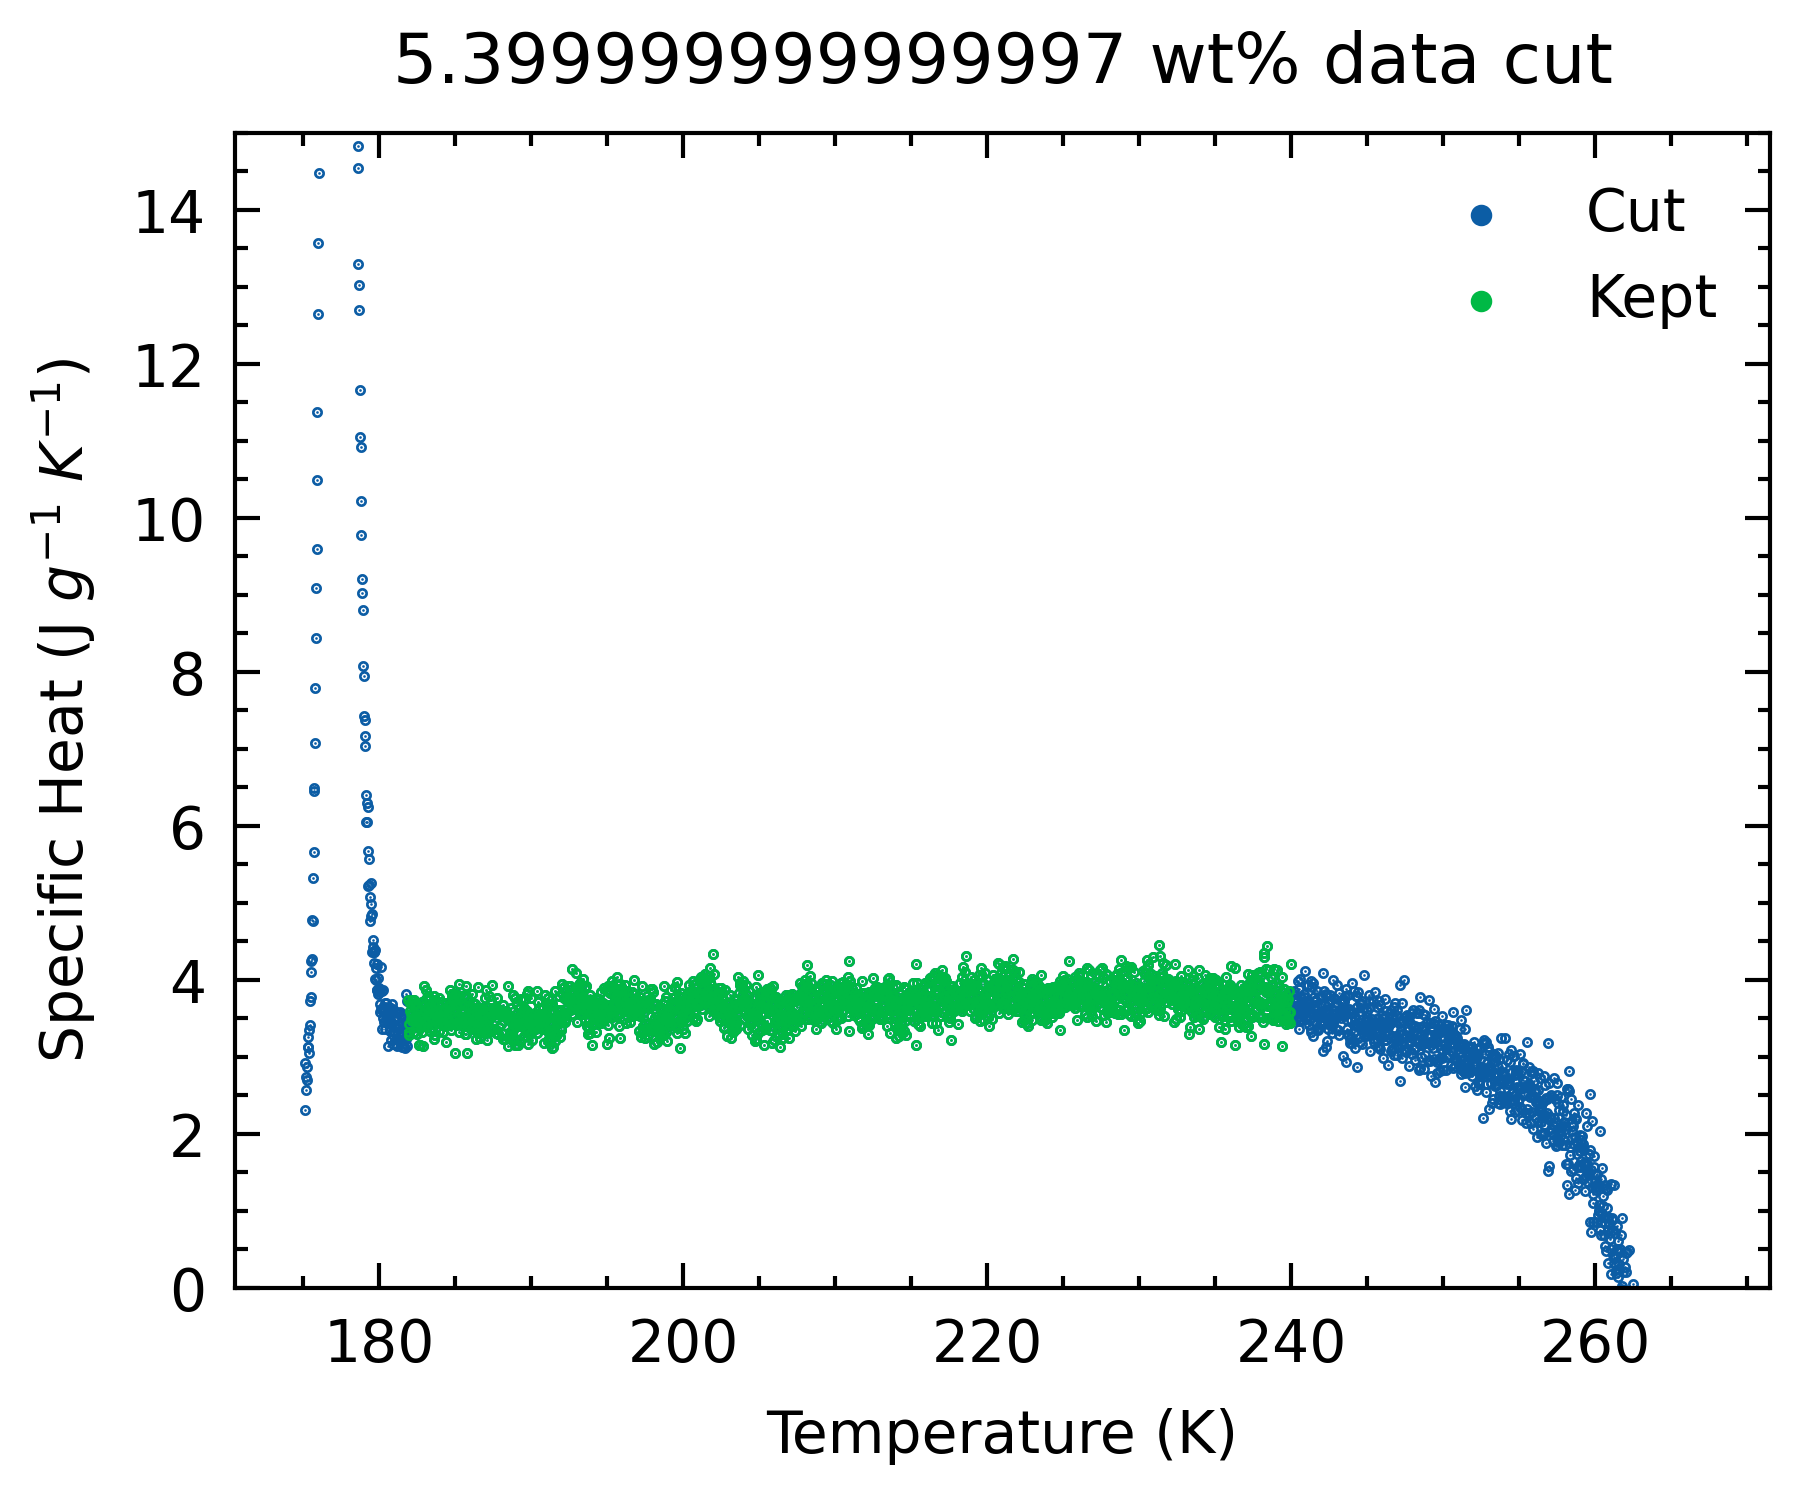 5.3999999999999997 wt% data cut
Cut
Kept
Specific Heat (J g⁻¹ K⁻¹)
14
12
10
8
6
4
2
0
180 200 220 240 260
Temperature (K)